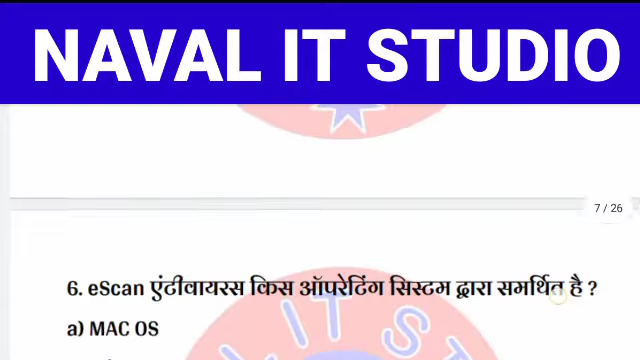 NAVAL IT STUDIO
7 / 26
6. eScan एंटीवायरस किस ऑपरेटिंग सिस्टम द्वारा समर्थित है ?
a) MAC OS